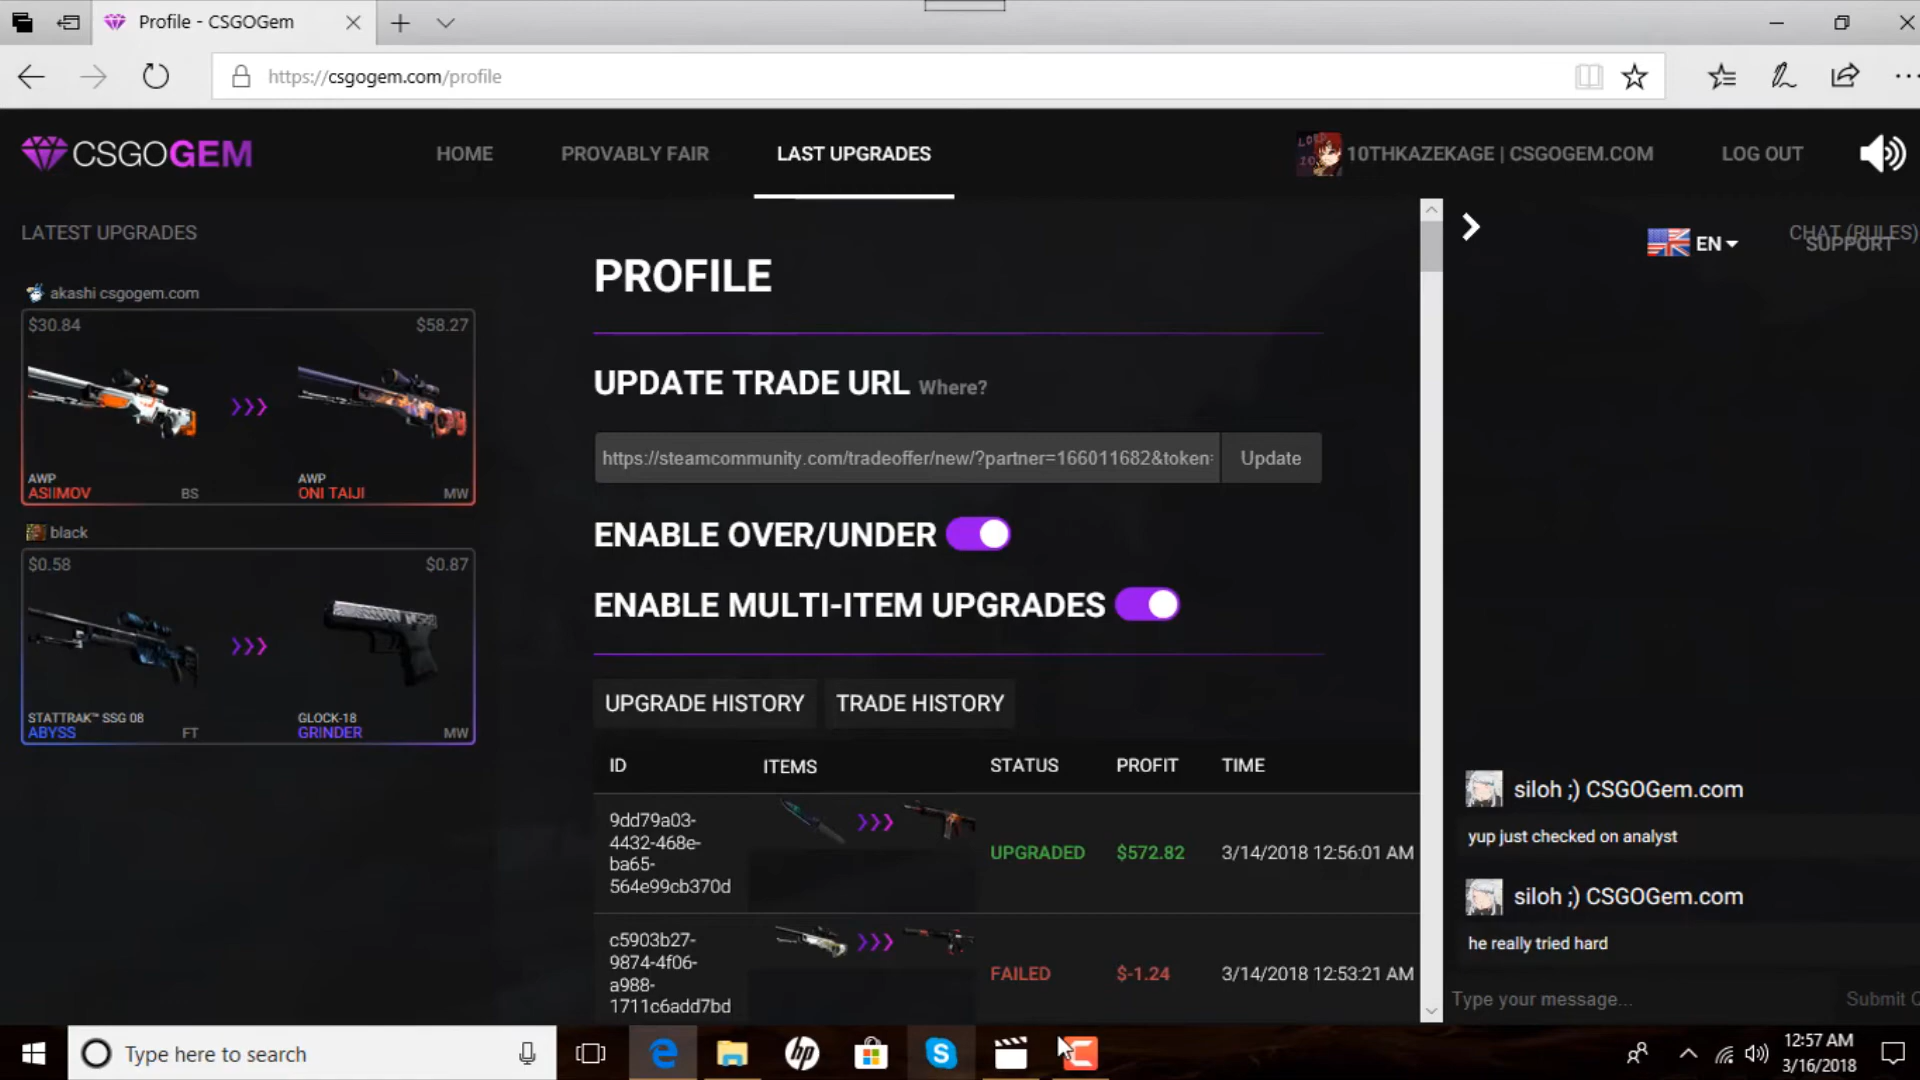 Profile - CSGOGem
https://csgogem.com/profile
CSGOGEM
HOME
PROVABLY FAIR
LAST UPGRADES
10THKAZEKAGE | CSGOGEM.COM
LOG OUT
LATEST UPGRADES
akashi csgogem.com
$30.84 $58.27
AWP AWP
ASIIMOV BS ONI TAIJI MW
black
$0.58 $0.87
STATTRAK™ SSG 08 GLOCK-18
ABYSS FT GRINDER MW
PROFILE
UPDATE TRADE URL Where?
https://steamcommunity.com/tradeoffer/new/?partner=166011682&token= Update
ENABLE OVER/UNDER
ENABLE MULTI-ITEM UPGRADES
UPGRADE HISTORY TRADE HISTORY
ID ITEMS STATUS PROFIT TIME
9dd79a03-
4432-468e-
ba65-
564e99cb370d
UPGRADED $572.82 3/14/2018 12:56:01 AM
c5903b27-
9874-4f06-
a988-
1711c6add7bd
FAILED $-1.24 3/14/2018 12:53:21 AM
EN
CHAT (RULES)
SUPPORT
siloh ;) CSGOGem.com
yup just checked on analyst
siloh ;) CSGOGem.com
he really tried hard
Type your message... Submit
Type here to search
hp
12:57 AM
3/16/2018